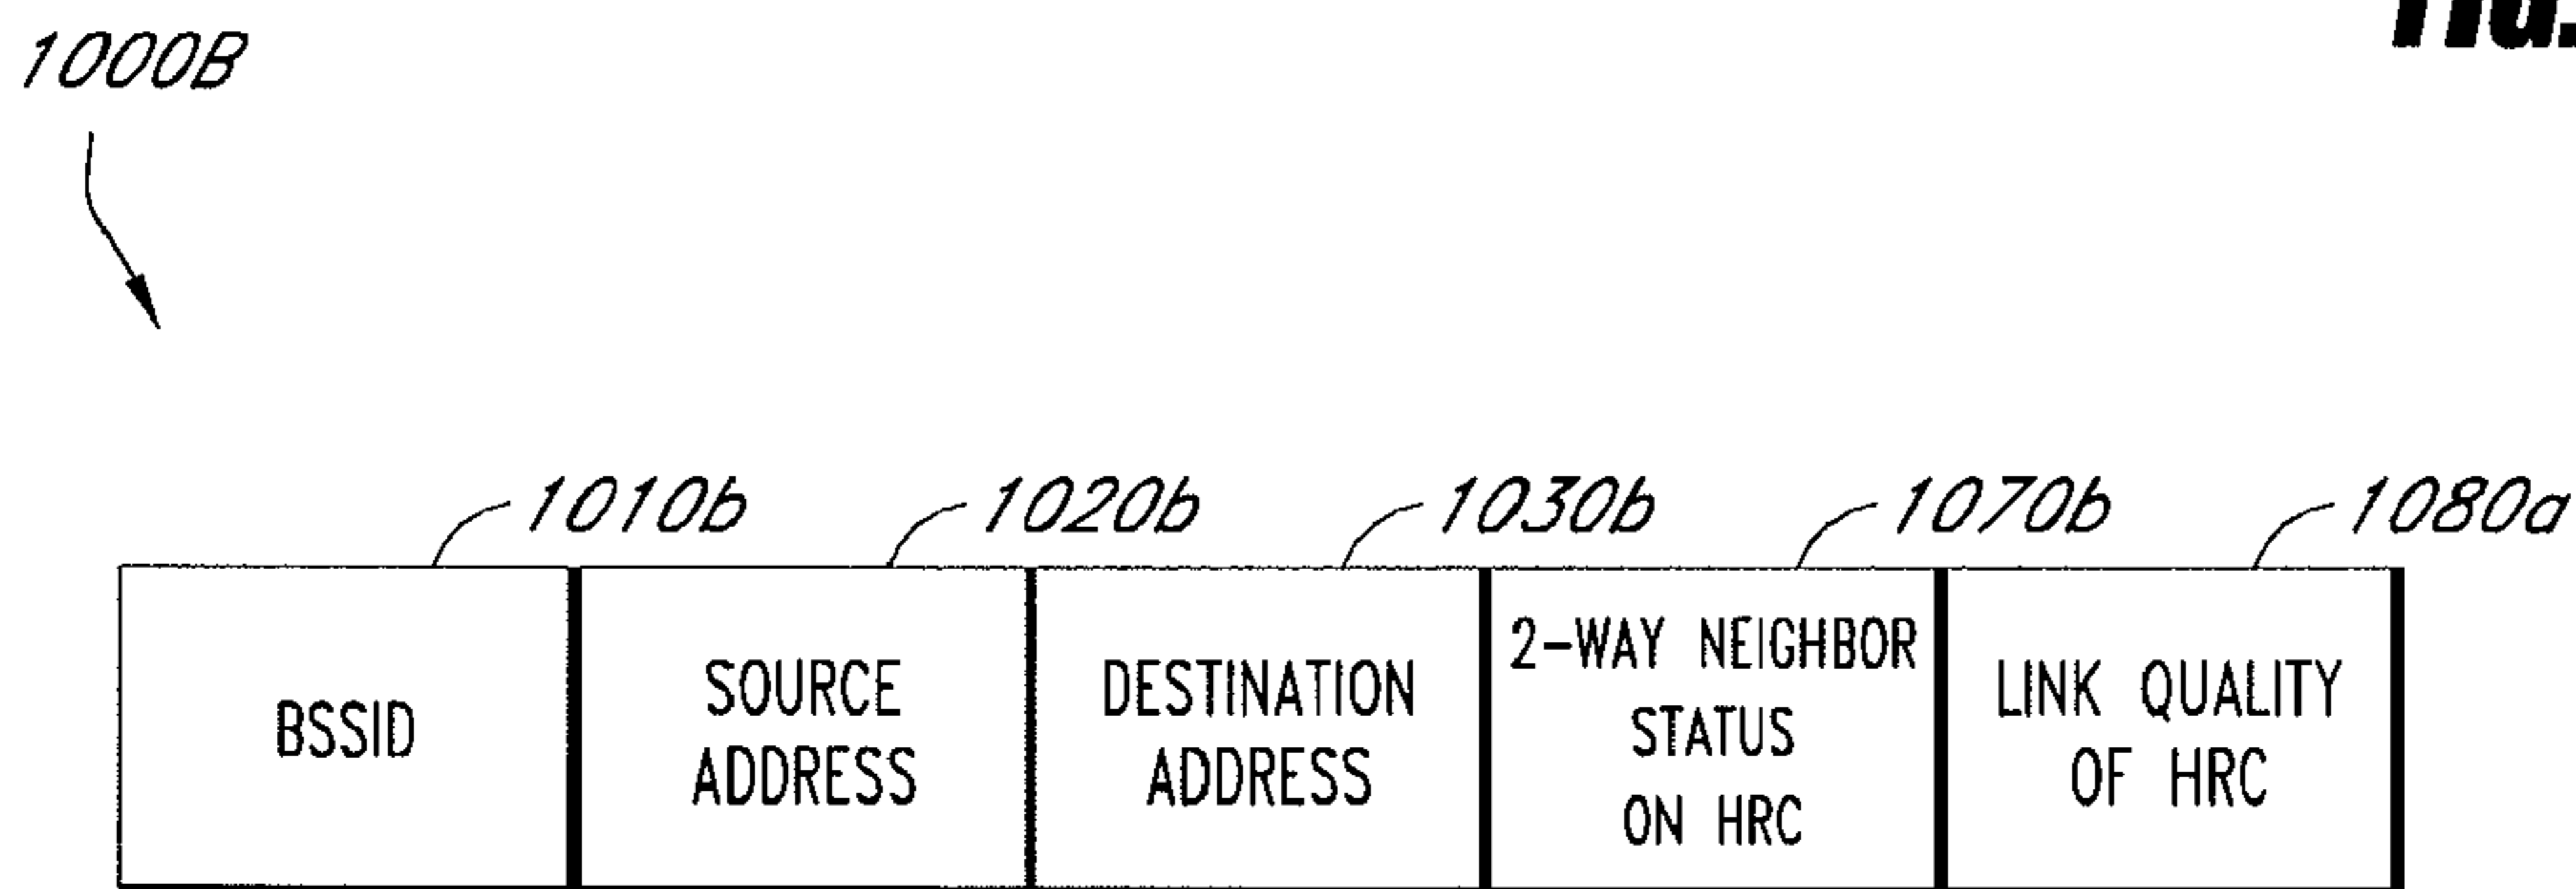 1000B
1010b 1020b 1030b 1070b 1080a
BSSID
SOURCE
ADDRESS
DESTINATION
ADDRESS
2-WAY NEIGHBOR
STATUS
ON HRC
LINK QUALITY
OF HRC